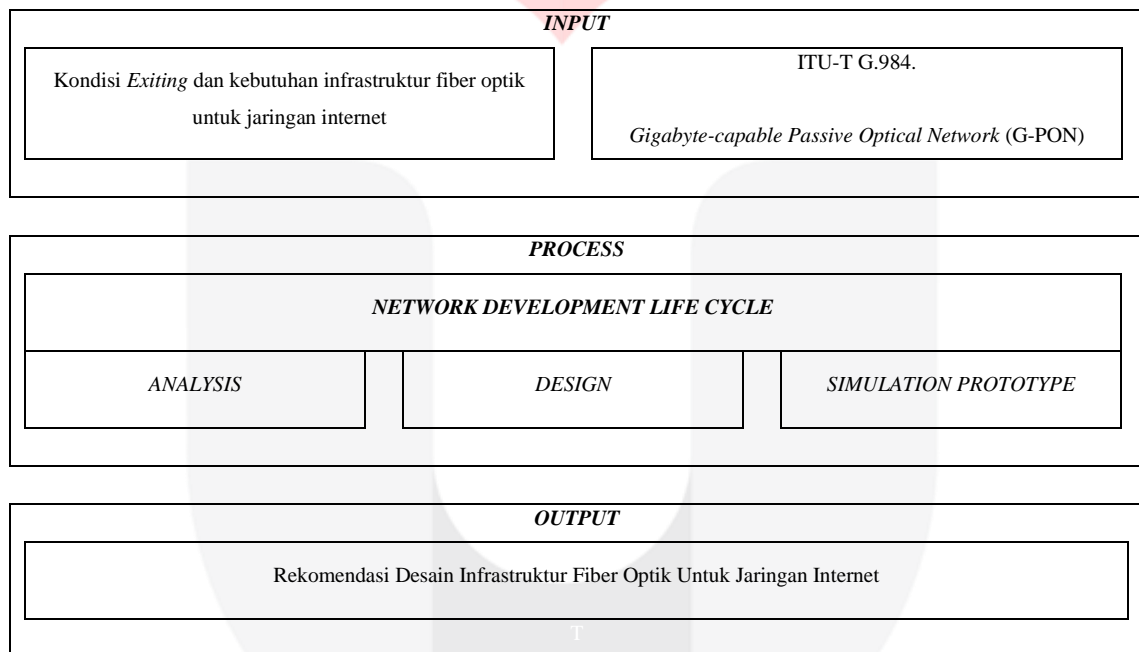 INPUT
Kondisi Exiting dan kebutuhan infrastruktur fiber optik
untuk jaringan internet
ITU-T G.984.
Gigabyte-capable Passive Optical Network (G-PON)
PROCESS
NETWORK DEVELOPMENT LIFE CYCLE
ANALYSIS
DESIGN
SIMULATION PROTOTYPE
OUTPUT
Rekomendasi Desain Infrastruktur Fiber Optik Untuk Jaringan Internet
T